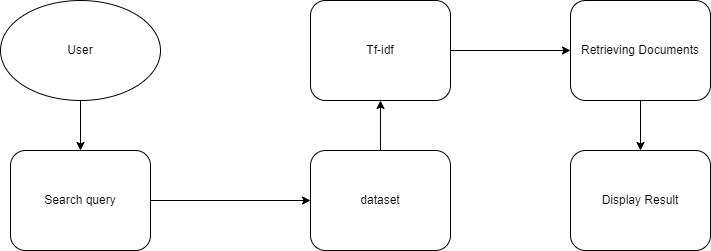 User
Tf-idf
Retrieving Documents
Search query
dataset
Display Result